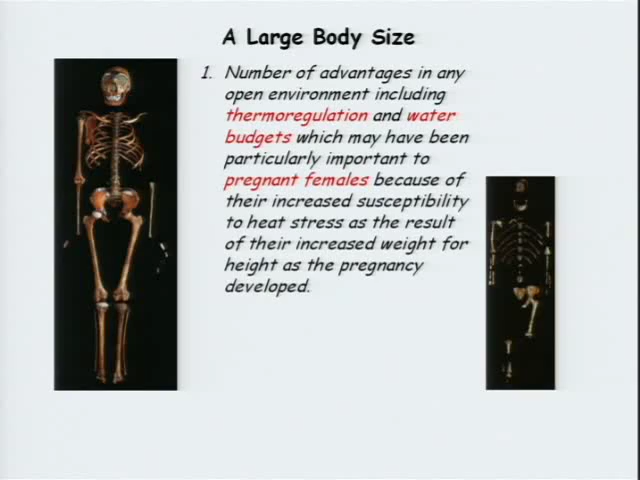 A Large Body Size
1. Number of advantages in any
open environment including
thermoregulation and water
budgets which may have been
particularly important to
pregnant females because of
their increased susceptibility
to heat stress as the result
of their increased weight for
height as the pregnancy
developed.